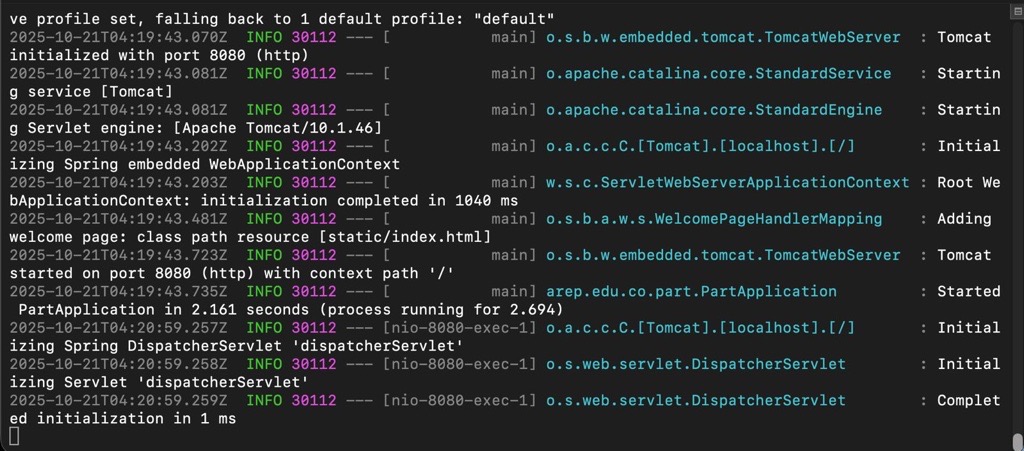 ve profile set, falling back to 1 default profile: "default"
2025-10-21T04:19:43.070Z  INFO 30112 --- [           main] o.s.b.w.embedded.tomcat.TomcatWebServer  : Tomcat
initialized with port 8080 (http)
2025-10-21T04:19:43.081Z  INFO 30112 --- [           main] o.apache.catalina.core.StandardService   : Startin
g service [Tomcat]
2025-10-21T04:19:43.081Z  INFO 30112 --- [           main] o.apache.catalina.core.StandardEngine    : Startin
g Servlet engine: [Apache Tomcat/10.1.46]
2025-10-21T04:19:43.202Z  INFO 30112 --- [           main] o.a.c.c.C.[Tomcat].[localhost].[/]       : Initial
izing Spring embedded WebApplicationContext
2025-10-21T04:19:43.203Z  INFO 30112 --- [           main] w.s.c.ServletWebServerApplicationContext : Root We
bApplicationContext: initialization completed in 1040 ms
2025-10-21T04:19:43.481Z  INFO 30112 --- [           main] o.s.b.a.w.s.WelcomePageHandlerMapping    : Adding
welcome page: class path resource [static/index.html]
2025-10-21T04:19:43.723Z  INFO 30112 --- [           main] o.s.b.w.embedded.tomcat.TomcatWebServer  : Tomcat
started on port 8080 (http) with context path '/'
2025-10-21T04:19:43.735Z  INFO 30112 --- [           main] arep.edu.co.part.PartApplication         : Started
 PartApplication in 2.161 seconds (process running for 2.694)
2025-10-21T04:20:59.257Z  INFO 30112 --- [nio-8080-exec-1] o.a.c.c.C.[Tomcat].[localhost].[/]       : Initial
izing Spring DispatcherServlet 'dispatcherServlet'
2025-10-21T04:20:59.258Z  INFO 30112 --- [nio-8080-exec-1] o.s.web.servlet.DispatcherServlet        : Initial
izing Servlet 'dispatcherServlet'
2025-10-21T04:20:59.259Z  INFO 30112 --- [nio-8080-exec-1] o.s.web.servlet.DispatcherServlet        : Complet
ed initialization in 1 ms